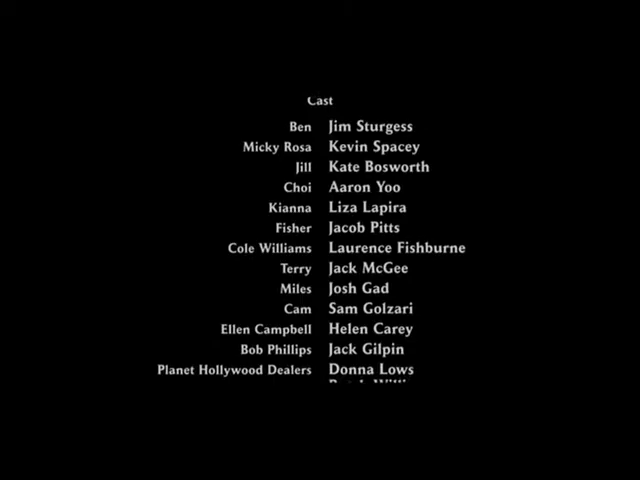 Cast
Ben Jim Sturgess
Micky Rosa Kevin Spacey
Jill Kate Bosworth
Choi Aaron Yoo
Kianna Liza Lapira
Fisher Jacob Pitts
Cole Williams Laurence Fishburne
Terry Jack McGee
Miles Josh Gad
Cam Sam Golzari
Ellen Campbell Helen Carey
Bob Phillips Jack Gilpin
Planet Hollywood Dealers Donna Lows